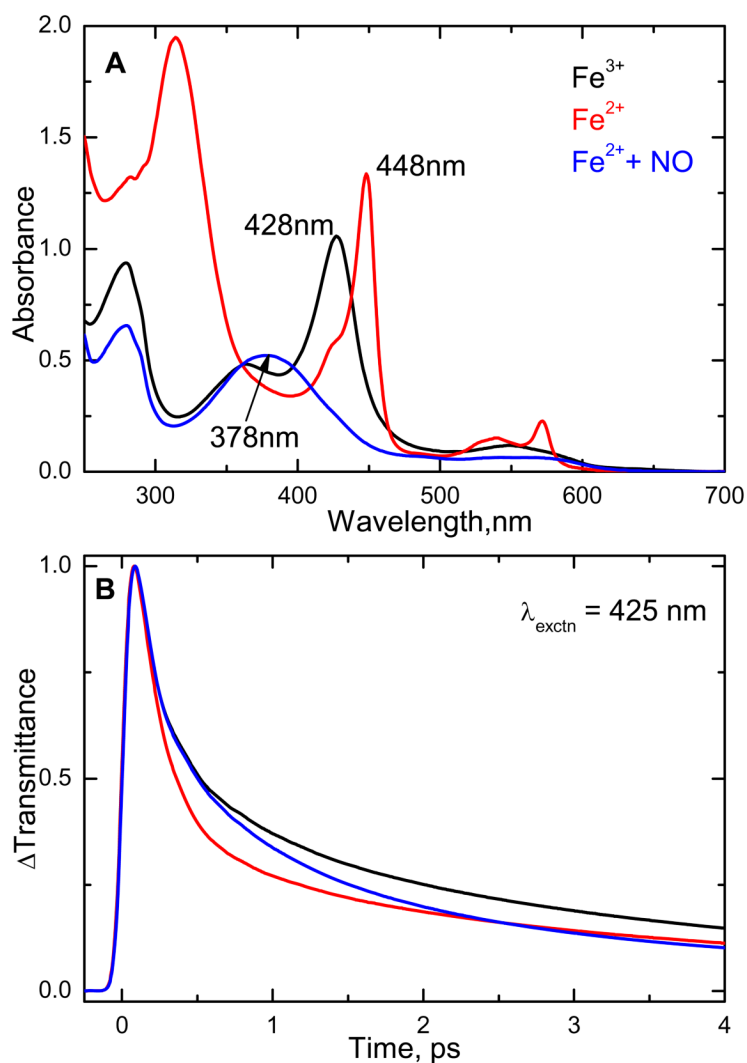 A
Fe³⁺
Fe²⁺
Fe²⁺+ NO
448nm
428nm
378nm
2.0
1.5
1.0
0.5
0.0
Absorbance
300 400 500 600 700
Wavelength,nm
B
λexctn = 425 nm
1.0
0.5
0.0
ΔTransmittance
0 1 2 3 4
Time, ps